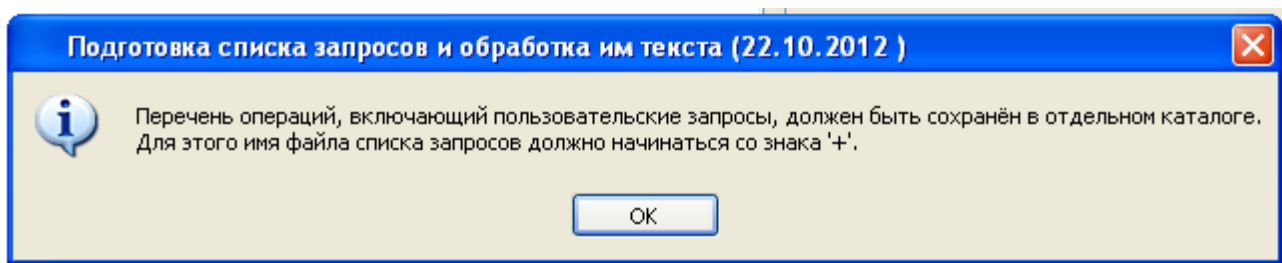 Подготовка списка запросов и обработка им текста (22.10.2012 )
Перечень операций, включающий пользовательские запросы, должен быть сохранён в отдельном каталоге.
Для этого имя файла списка запросов должно начинаться со знака '+'.
OK